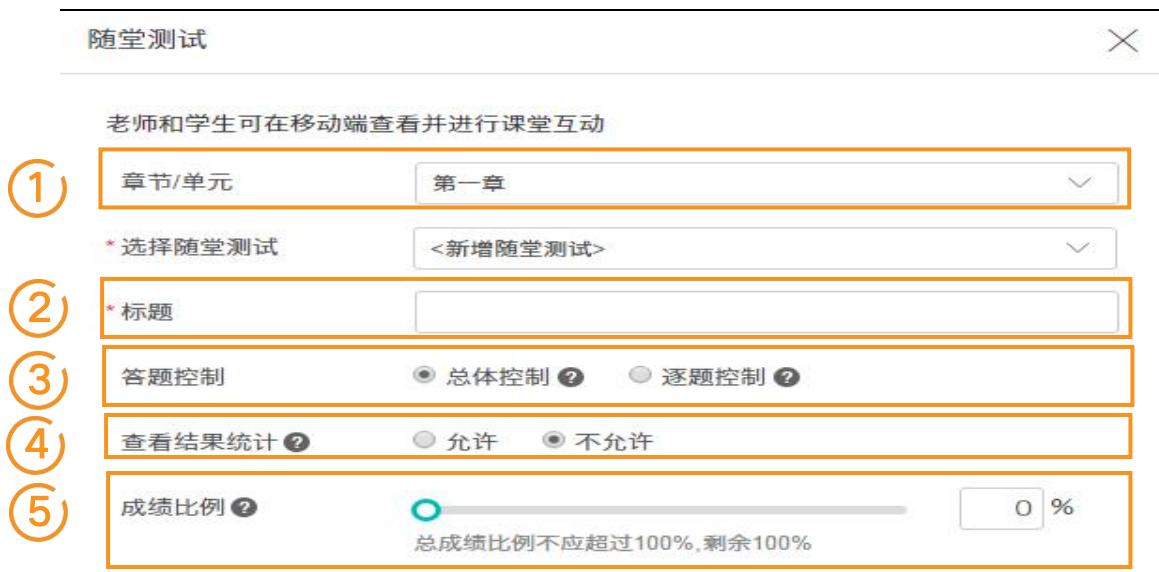 随堂测试
老师和学生可在移动端查看并进行课堂互动
① 章节/单元 第一章
* 选择随堂测试 <新增随堂测试>
② * 标题
③ 答题控制 总体控制 ? 逐题控制 ?
④ 查看结果统计 ? 允许 不允许
⑤ 成绩比例 ? 0 %
总成绩比例不应超过100%,剩余100%